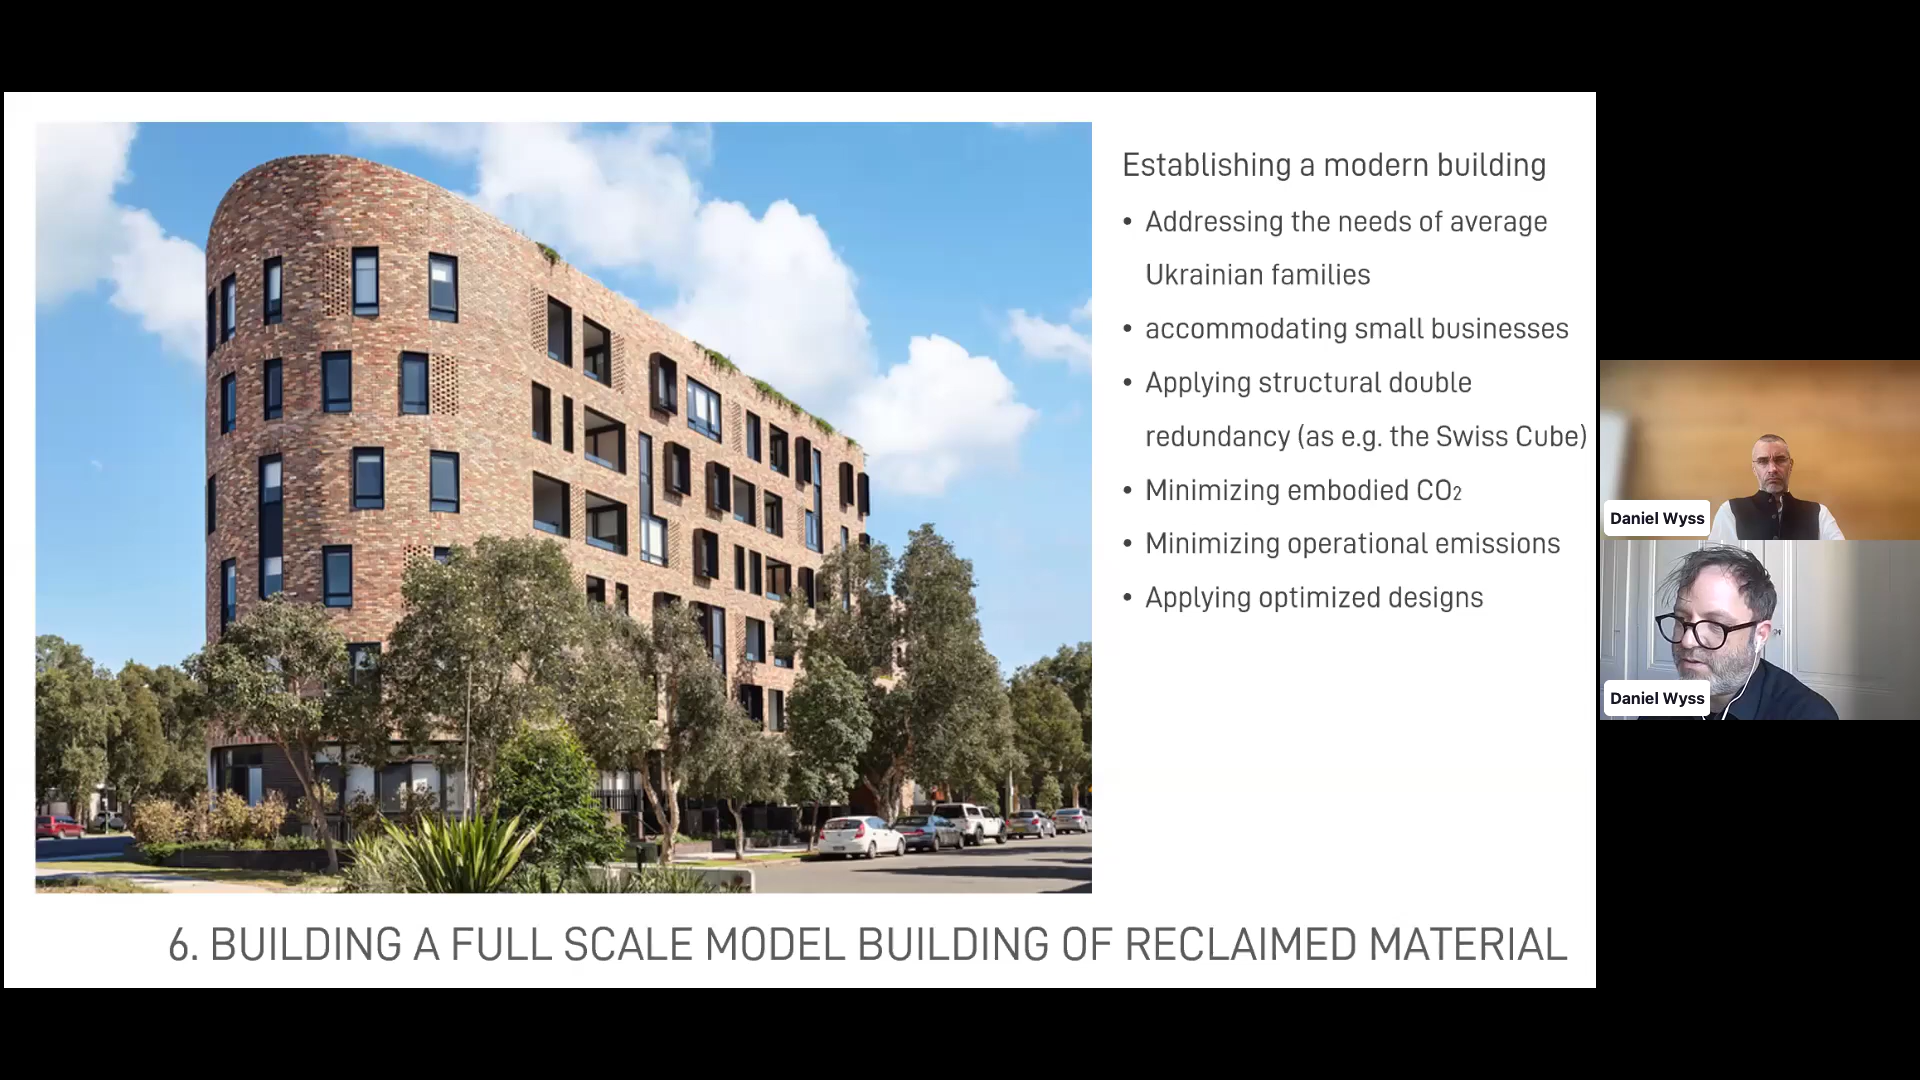 Establishing a modern building
• Addressing the needs of average
Ukrainian families
• accommodating small businesses
• Applying structural double
redundancy (as e.g. the Swiss Cube)
• Minimizing embodied CO2
• Minimizing operational emissions
• Applying optimized designs
6. BUILDING A FULL SCALE MODEL BUILDING OF RECLAIMED MATERIAL
Daniel Wyss
Daniel Wyss